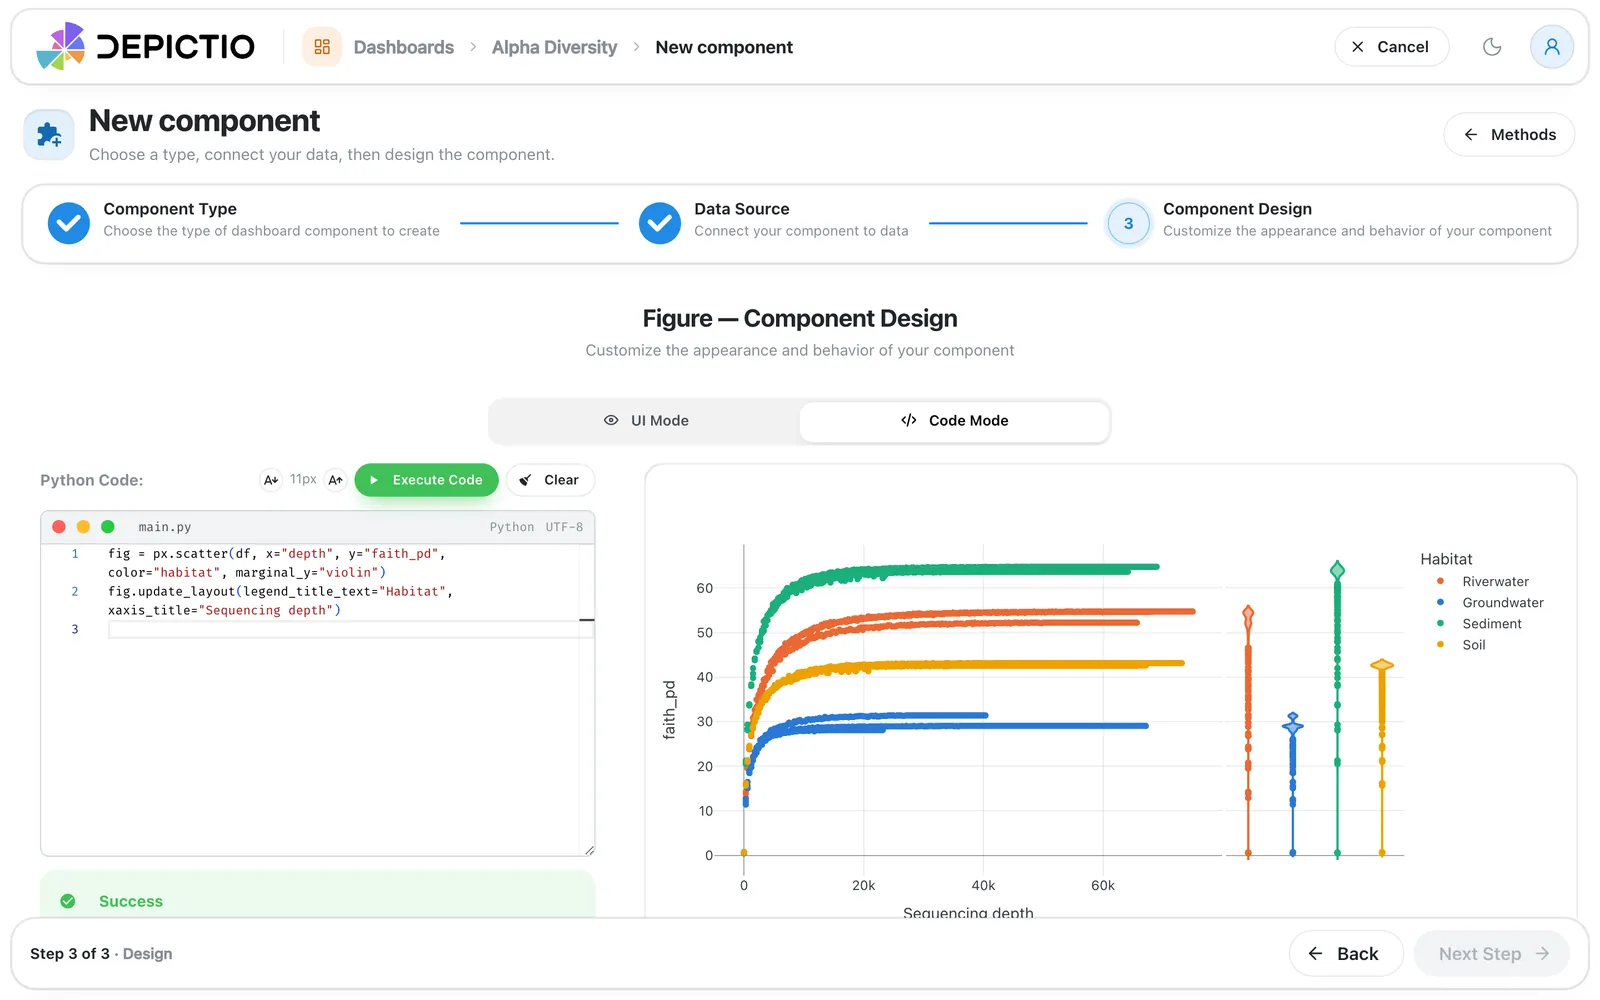 DEPICTIO
Dashboards > Alpha Diversity > New component
Cancel
New component
Choose a type, connect your data, then design the component.
Methods
Component Type
Choose the type of dashboard component to create
Data Source
Connect your component to data
3
Component Design
Customize the appearance and behavior of your component
Figure — Component Design
Customize the appearance and behavior of your component
UI Mode
</> Code Mode
Python Code:
A 11px A
Execute Code
Clear
main.py
Python UTF-8
1 fig = px.scatter(df, x="depth", y="faith_pd",
color="habitat", marginal_y="violin")
2 fig.update_layout(legend_title_text="Habitat",
xaxis_title="Sequencing depth")
3
Success
faith_pd
60
50
40
30
20
10
0
0 20k 40k 60k
Sequencing depth
Habitat
Riverwater
Groundwater
Sediment
Soil
Step 3 of 3 · Design
Back
Next Step